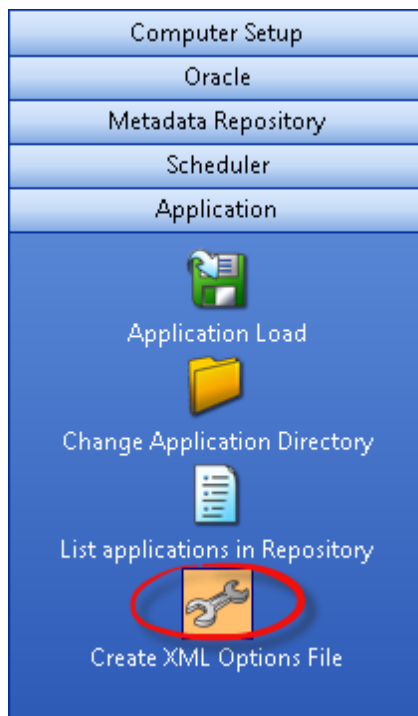 Computer Setup
Oracle
Metadata Repository
Scheduler
Application
Application Load
Change Application Directory
List applications in Repository
Create XML Options File